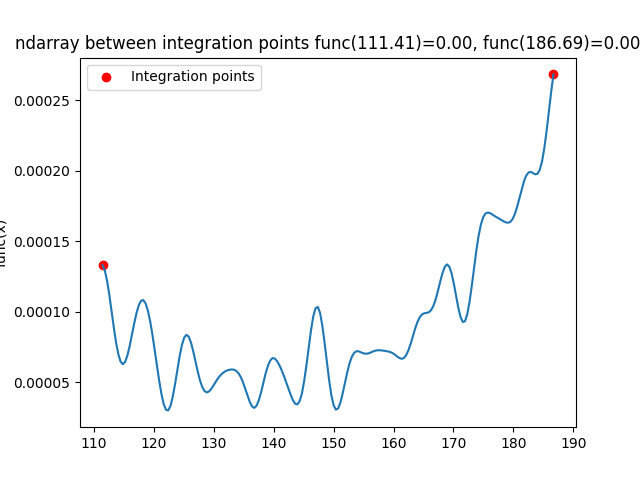 ndarray between integration points func(111.41)=0.00, func(186.69)=0.00
Integration points
0.00025
0.00020
0.00015
0.00010
0.00005
func(x)
110 120 130 140 150 160 170 180 190